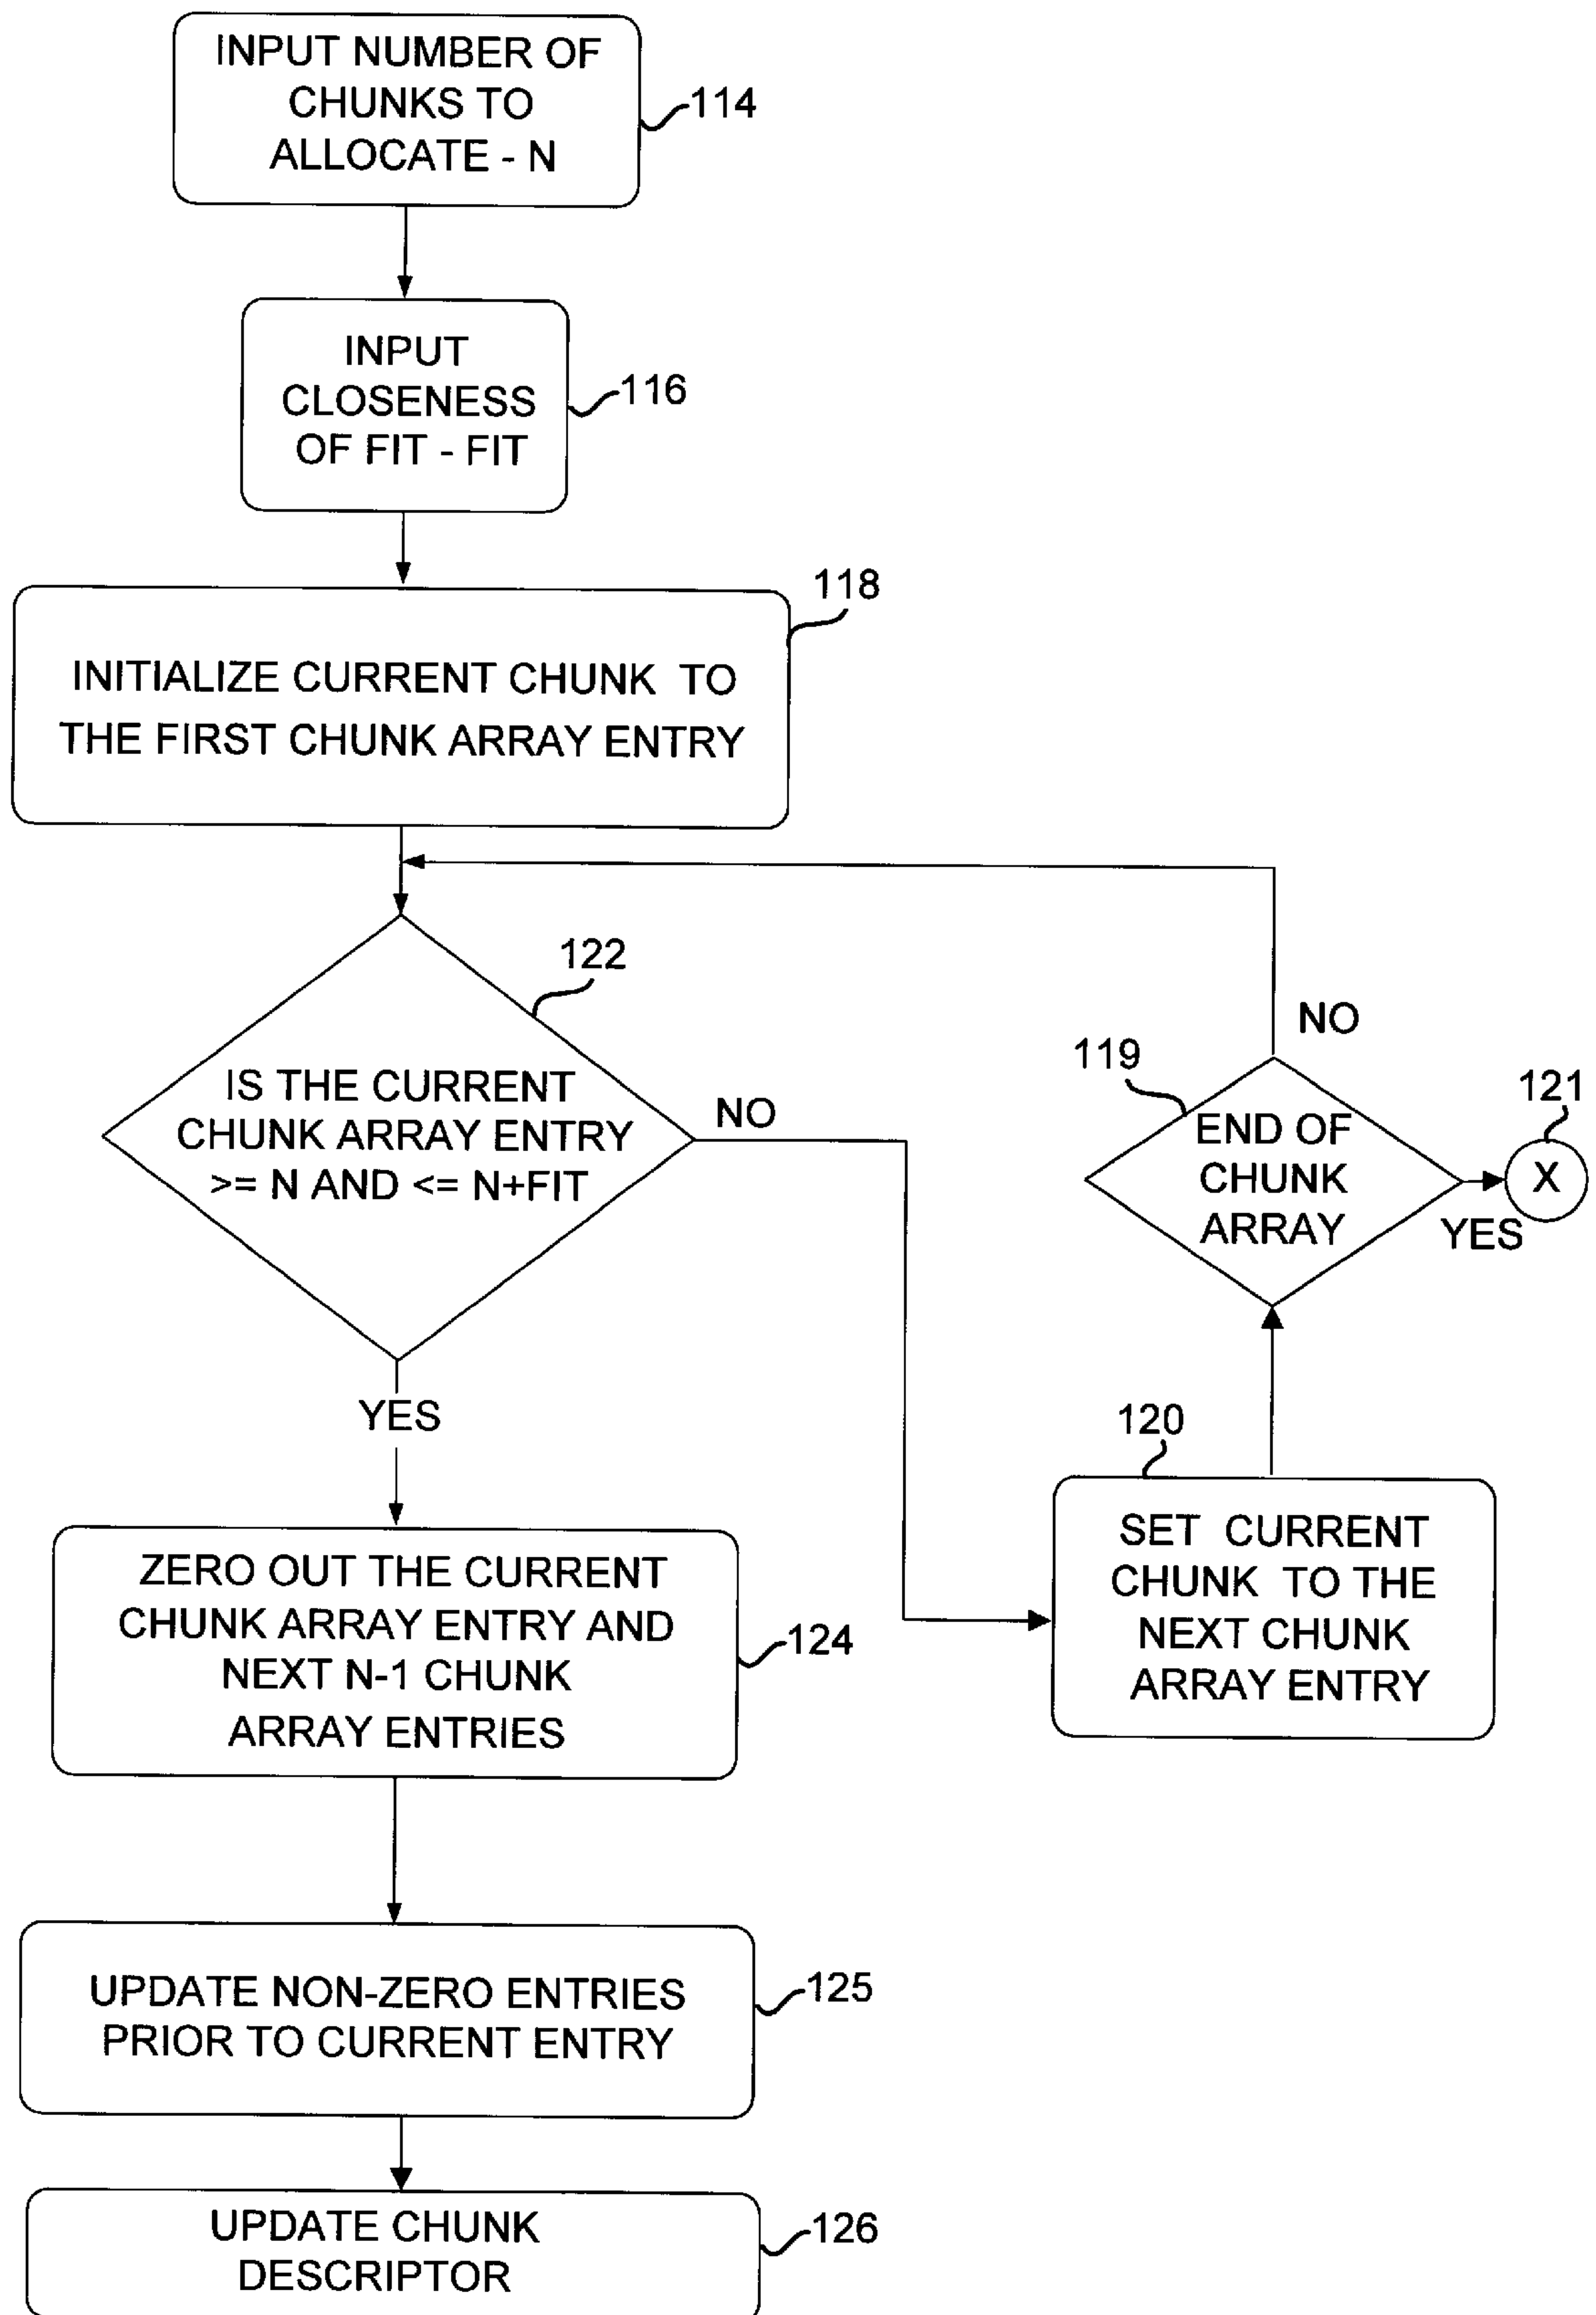 INPUT NUMBER OF
CHUNKS TO
ALLOCATE - N
114
INPUT
CLOSENESS
OF FIT - FIT
116
118
INITIALIZE CURRENT CHUNK TO
THE FIRST CHUNK ARRAY ENTRY
122
IS THE CURRENT
CHUNK ARRAY ENTRY
>= N AND <= N+FIT
NO
YES
NO
119
END OF
CHUNK
ARRAY
YES
121
X
120
SET CURRENT
CHUNK TO THE
NEXT CHUNK
ARRAY ENTRY
ZERO OUT THE CURRENT
CHUNK ARRAY ENTRY AND
NEXT N-1 CHUNK
ARRAY ENTRIES
124
UPDATE NON-ZERO ENTRIES
PRIOR TO CURRENT ENTRY
125
UPDATE CHUNK
DESCRIPTOR
126